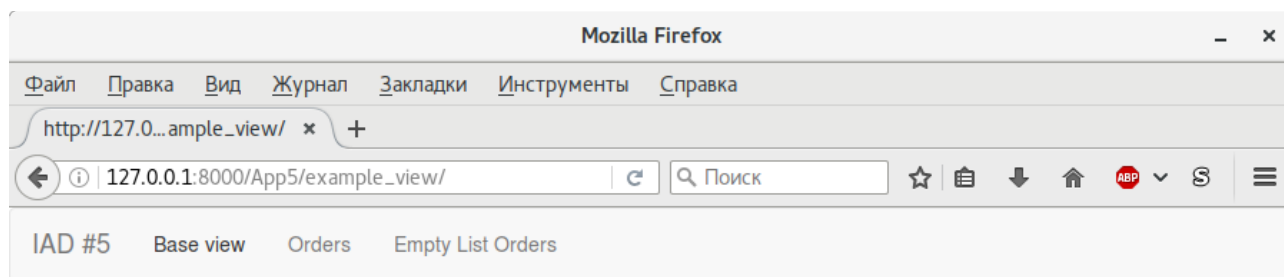 Mozilla Firefox
Файл Правка Вид Журнал Закладки Инструменты Справка
http://127.0...ample_view/
127.0.0.1:8000/App5/example_view/ Поиск ABP S
IAD #5 Base view Orders Empty List Orders